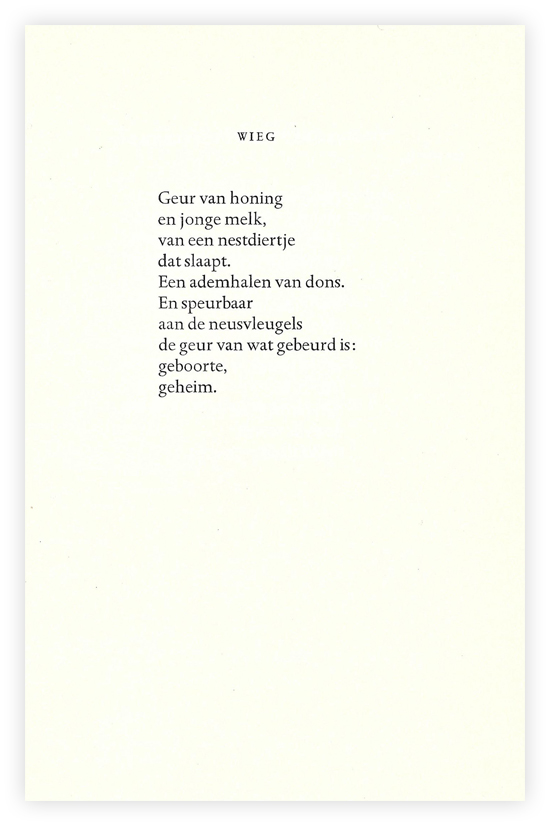 WIEG
Geur van honing
en jonge melk,
van een nestdiertje
dat slaapt.
Een ademhalen van dons.
En speurbaar
aan de neusvleugels
de geur van wat gebeurd is:
geboorte,
geheim.